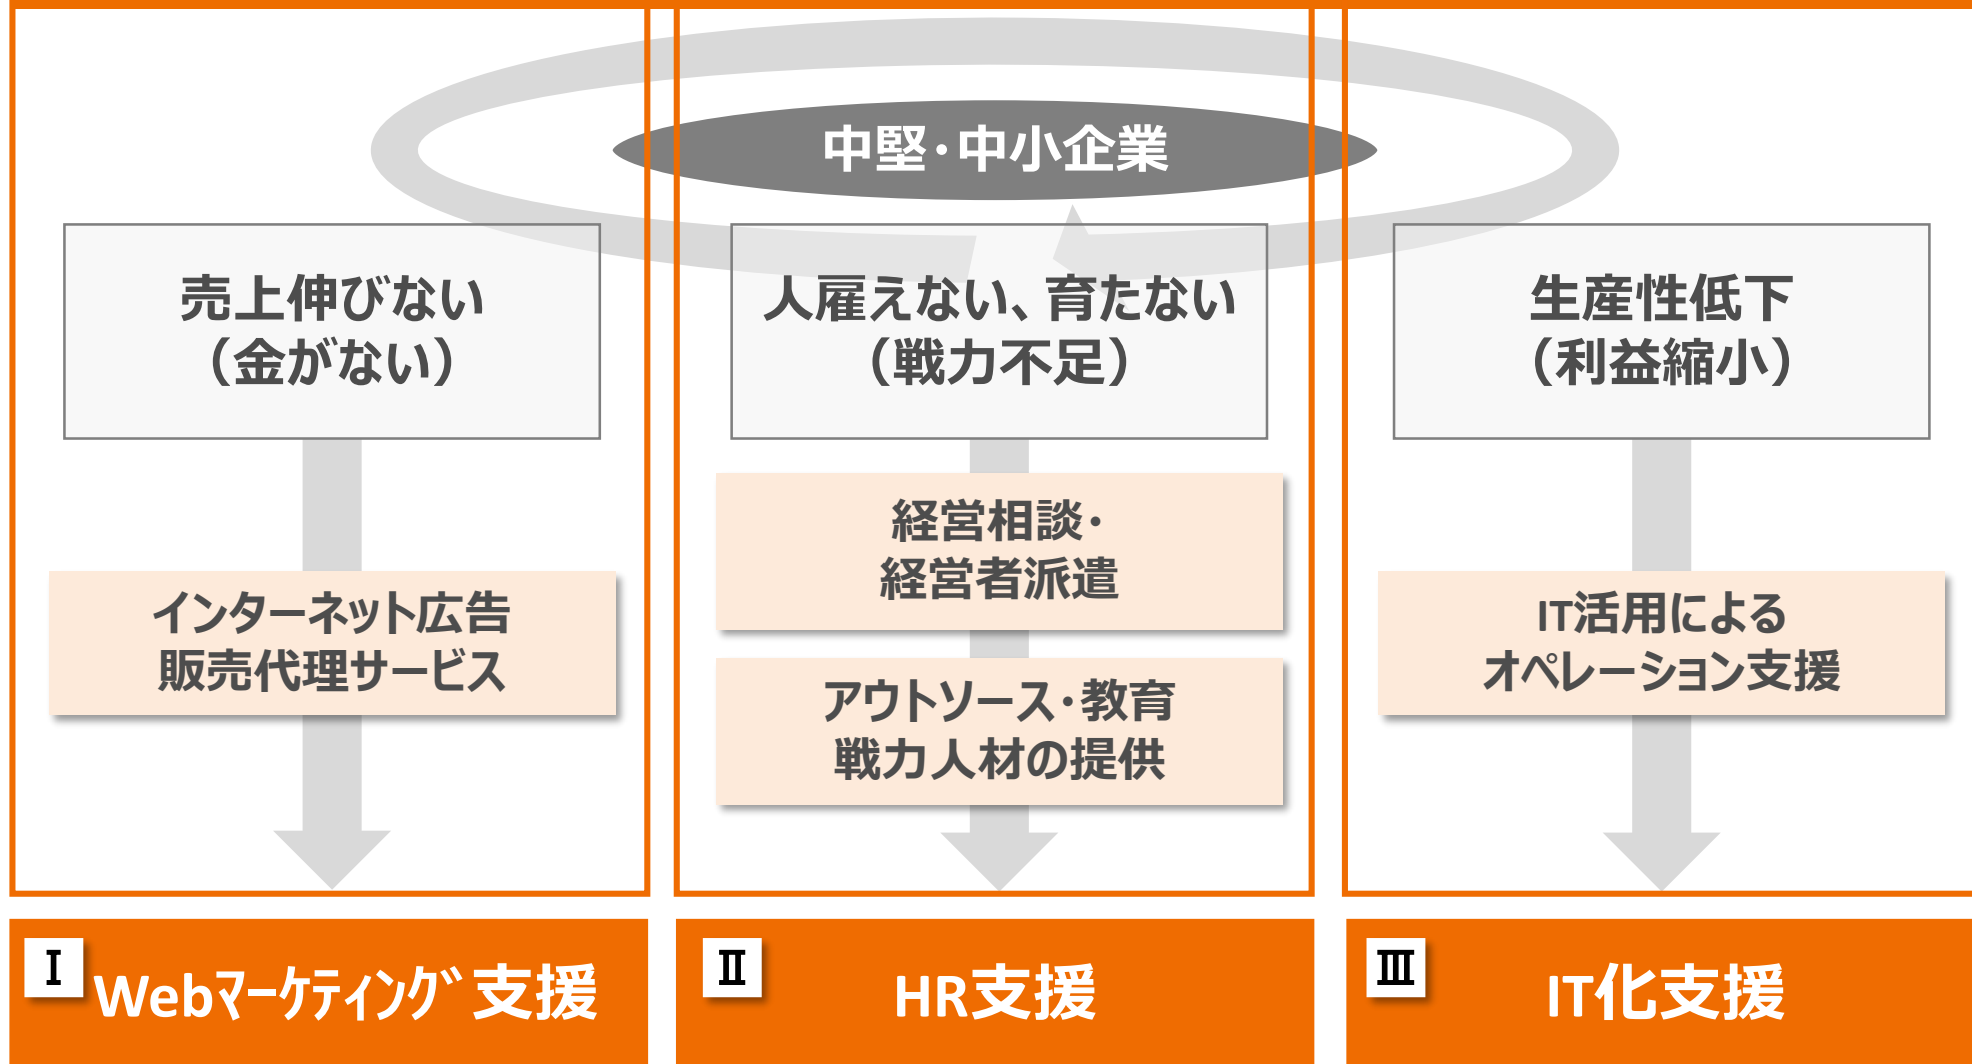 中堅・中小企業
売上伸びない
（金がない）
インターネット広告
販売代理サービス
Ⅰ
Webﾏｰｹﾃｨﾝｸﾞ支援
人雇えない、育たない
（戦力不足）
経営相談・
経営者派遣
アウトソース・教育
戦力人材の提供
Ⅱ
HR支援
生産性低下
（利益縮小）
IT活用による
オペレーション支援
Ⅲ
IT化支援